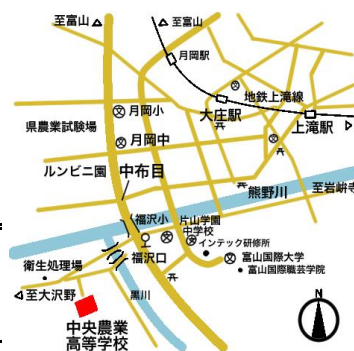 至富山
至富山
月岡駅
地鉄上滝線
月岡小
大庄駅
上滝駅
県農業試験場
月岡中
ルンビニ園
中布目
熊野川
至岩峅寺
福沢小
片山学園
中学校
インテック研修所
福沢口
富山国際大学
富山国際職芸学院
衛生処理場
至大沢野
黒川
中央農業
高等学校
N